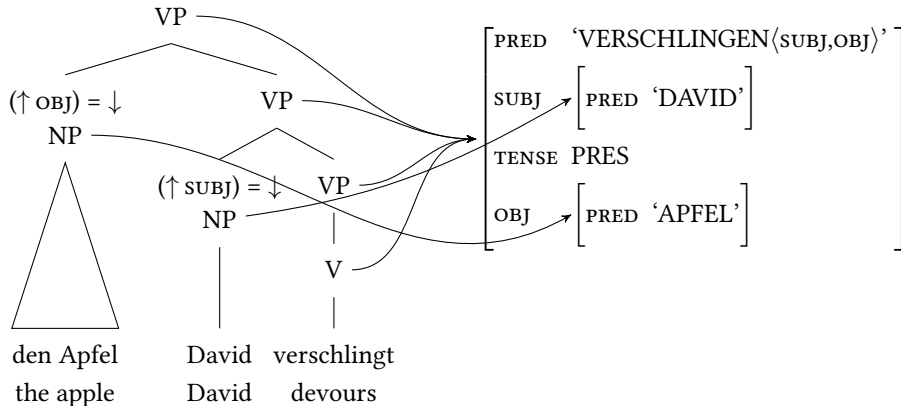 VP
PRED ‘VERSCHLINGEN⟨SUBJ,OBJ⟩’
(↑ OBJ) = ↓ VP SUBJ [PRED ‘DAVID’]
NP
TENSE PRES
(↑ SUBJ) = ↓ VP
NP OBJ [PRED ‘APFEL’]
V
den Apfel David verschlingt
the apple David devours